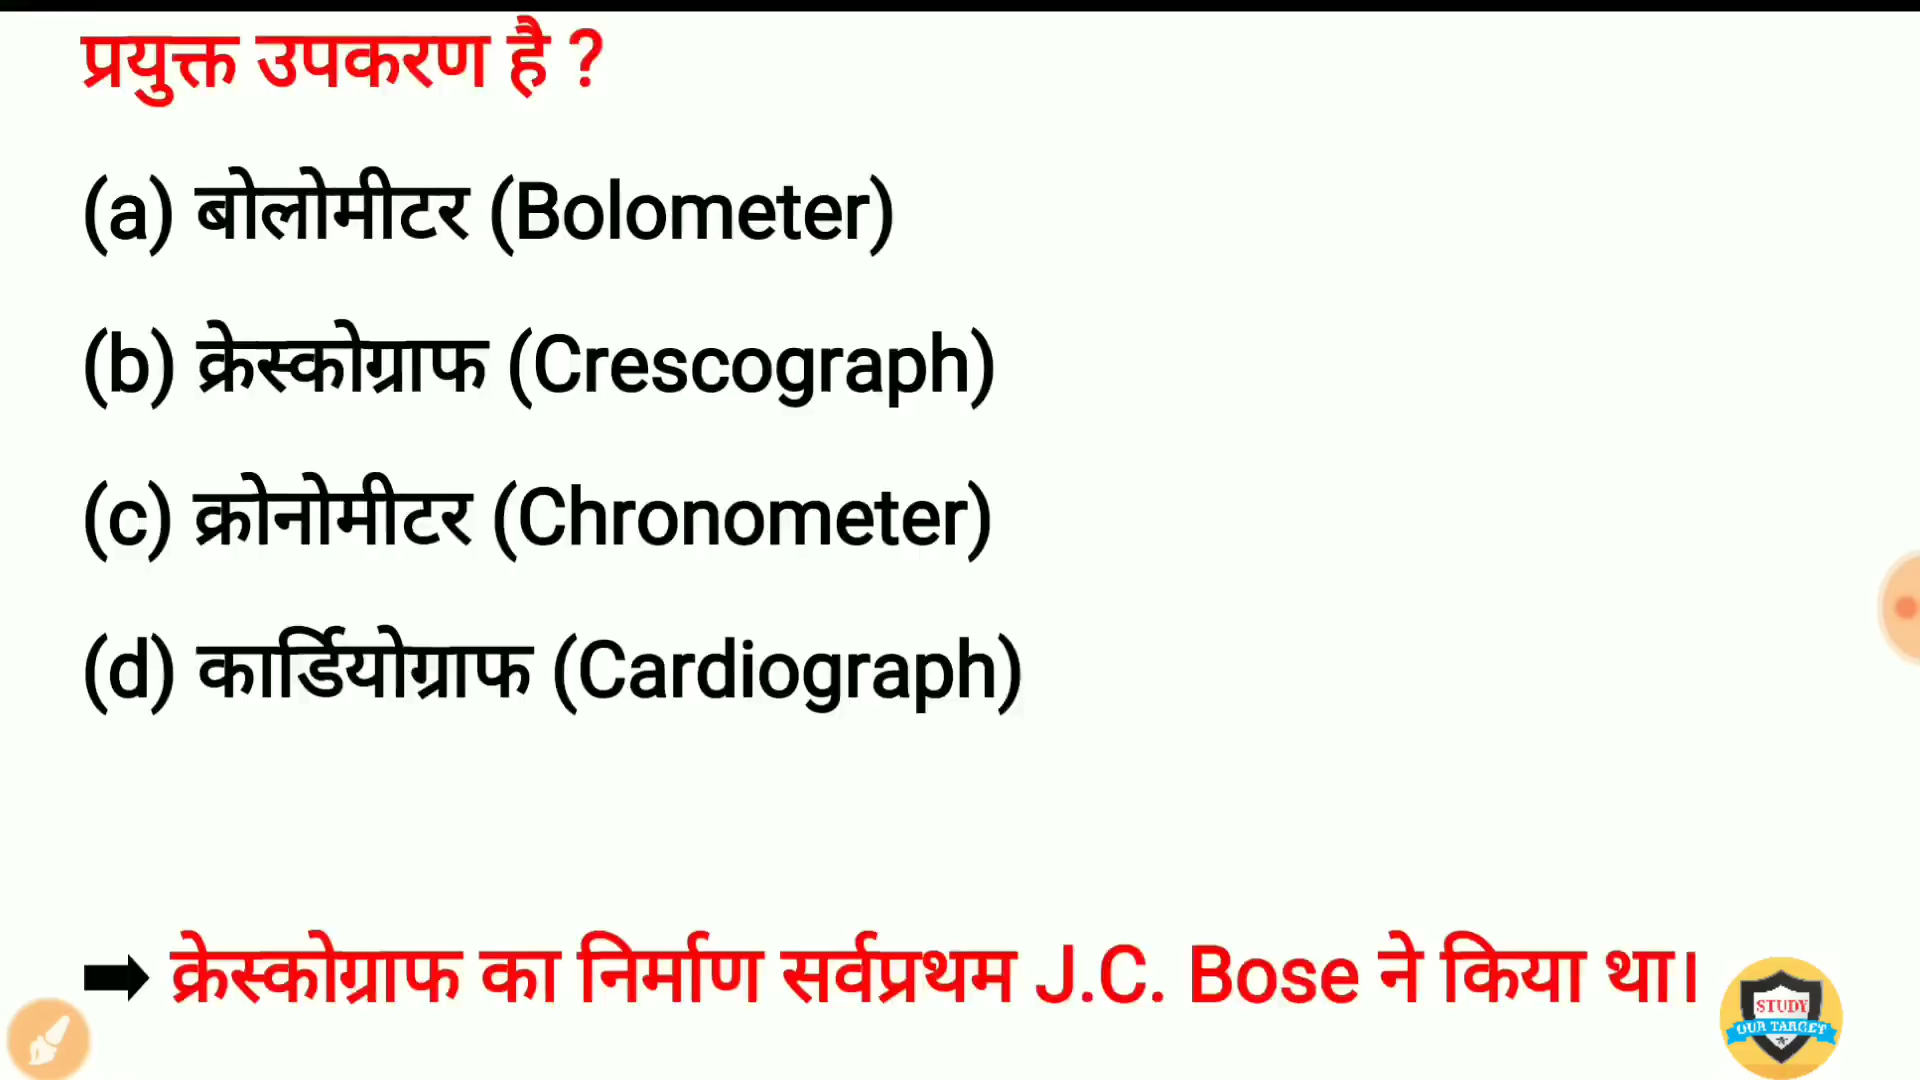 प्रयुक्त उपकरण है ?
(a) बोलोमीटर (Bolometer)
(b) क्रेस्कोग्राफ (Crescograph)
(c) क्रोनोमीटर (Chronometer)
(d) कार्डियोग्राफ (Cardiograph)
➡ क्रेस्कोग्राफ का निर्माण सर्वप्रथम J.C. Bose ने किया था।
STUDY
OUR TARGET